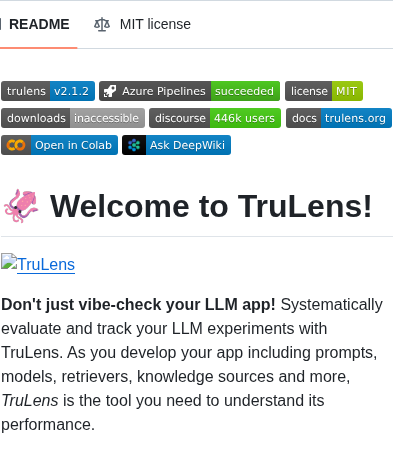 README MIT license
trulens v2.1.2 Azure Pipelines succeeded license MIT
downloads inaccessible discourse 446k users docs trulens.org
Open in Colab Ask DeepWiki
🦑 Welcome to TruLens!
TruLens
Don't just vibe-check your LLM app! Systematically
evaluate and track your LLM experiments with
TruLens. As you develop your app including prompts,
models, retrievers, knowledge sources and more,
TruLens is the tool you need to understand its
performance.